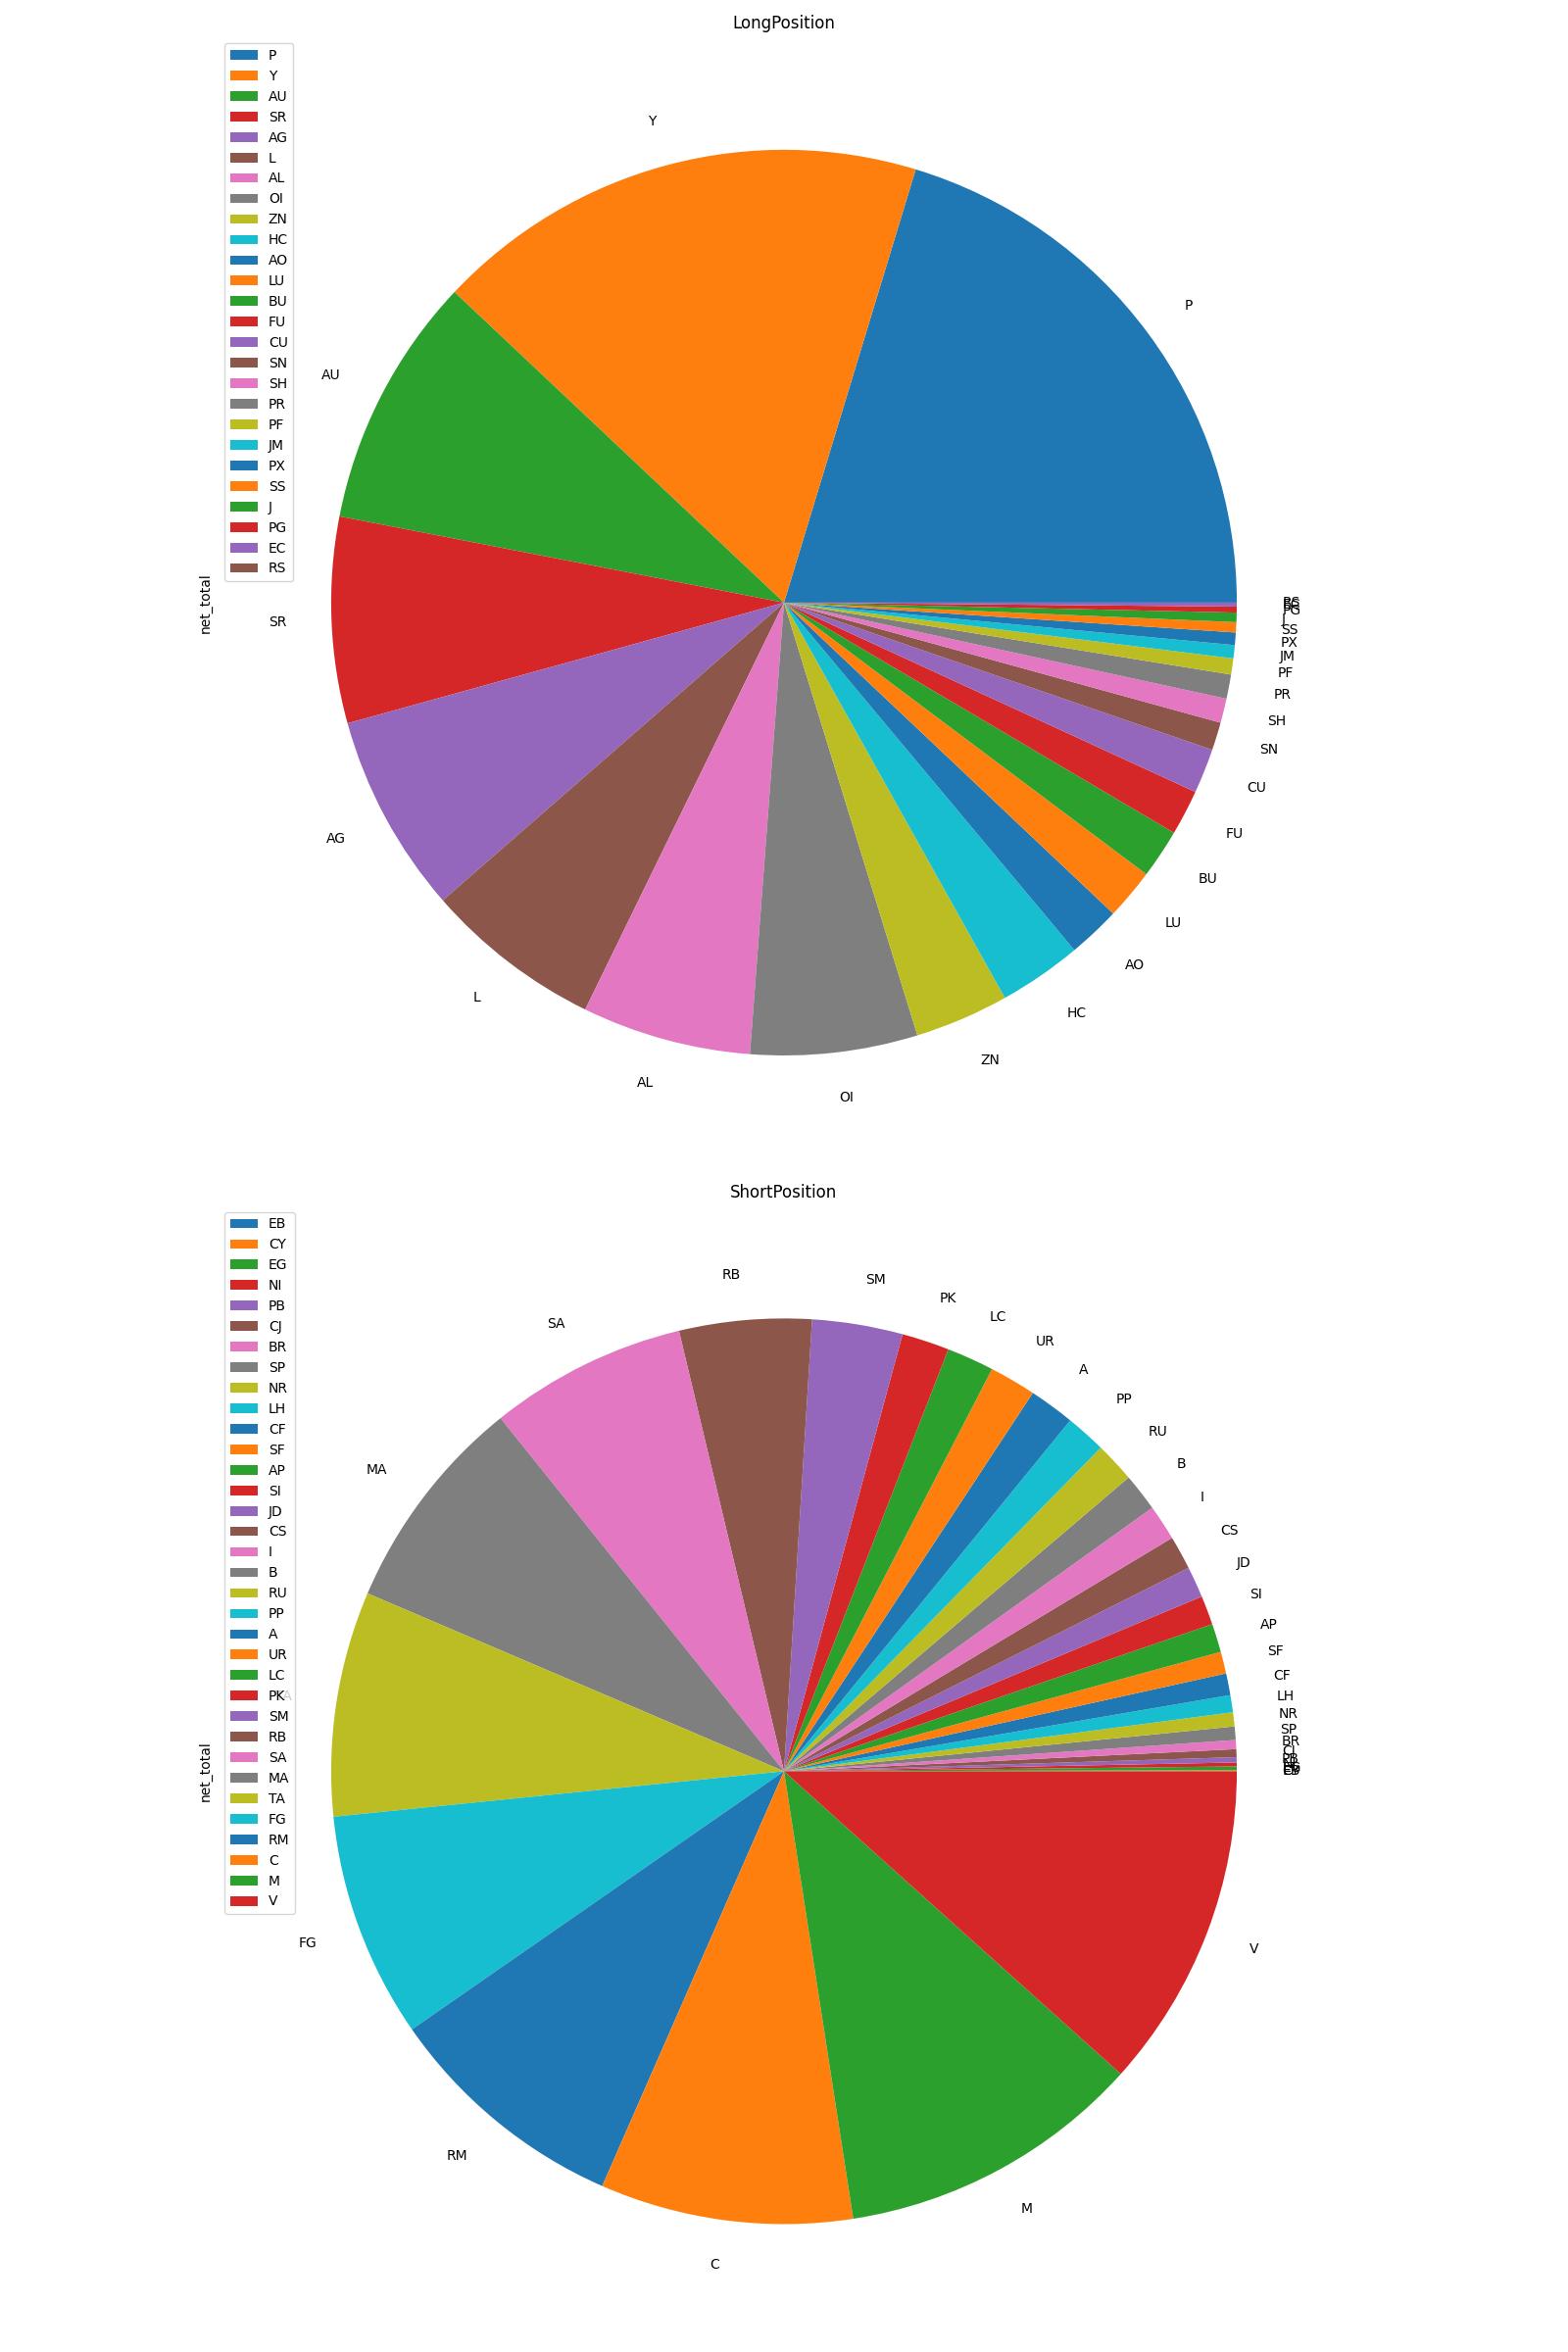 LongPosition
P
Y
AU
SR
AG
L
AL
OI
ZN
HC
AO
LU
BU
FU
CU
SN
SH
PR
PF
JM
PX
SS
J
PG
EC
RS
net_total
Y
P
AU
SR
AG
L
AL
OI
ZN
HC
AO
LU
BU
FU
CU
SN
SH
PR
PF
JM
PX
SS
ShortPosition
EB
CY
EG
NI
PB
CJ
BR
SP
NR
LH
CF
SF
AP
SI
JD
CS
I
B
RU
PP
A
UR
LC
PK
SM
RB
SA
MA
TA
FG
RM
C
M
V
net_total
RB
SM
PK
LC
UR
A
PP
RU
B
I
CS
JD
SI
AP
SF
CF
LH
NR
SP
BR
SA
MA
FG
RM
C
M
V